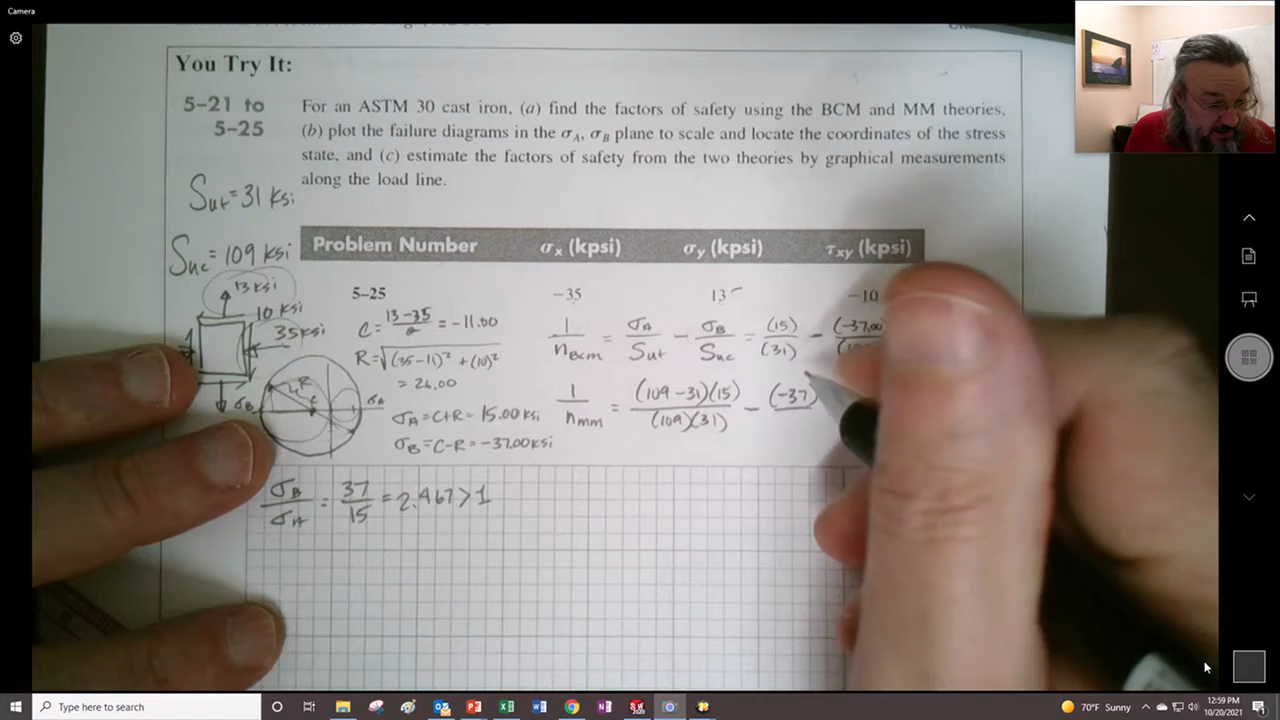 Camera
You Try It:
5–21 to
5–25
For an ASTM 30 cast iron, (a) find the factors of safety using the BCM and MM theories,
(b) plot the failure diagrams in the σA, σB plane to scale and locate the coordinates of the stress
state, and (c) estimate the factors of safety from the two theories by graphical measurements
along the load line.
Sut = 31 ksi
Suc = 109 ksi
Problem Number σx (kpsi) σy (kpsi) τxy (kpsi)
5–25 −35 13 −10
13 ksi
10 ksi
35 ksi
σB σA
R
C
C = (13 − 35)/2 = −11.00
R = √((35 − 11)² + (10)²
= 26.00
σA = C + R = 15.00 ksi
σB = C − R = −37.00 ksi
1/nBCM = σA/Sut − σB/Suc = (15)/(31) − (−37.00
1/nMM = (109 − 31)(15)/(109)(31) − (−37)
σB/σA = 37/15 = 2.467 > 1
Type here to search
70°F Sunny
12:59 PM
10/20/2021